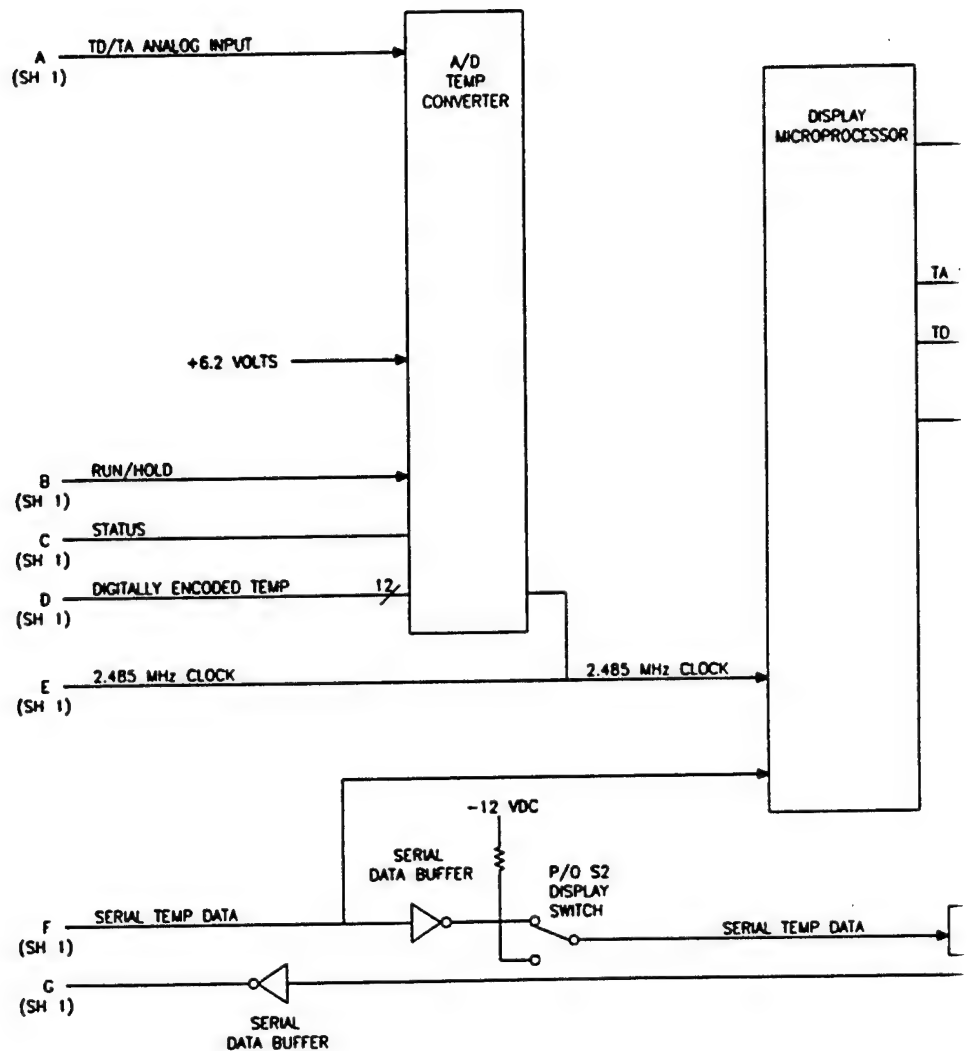 A
(SH 1)
TD/TA ANALOG INPUT
A/D
TEMP
CONVERTER
DISPLAY
MICROPROCESSOR
TA
TD
+6.2 VOLTS
B
(SH 1)
RUN/HOLD
C
(SH 1)
STATUS
D
(SH 1)
DIGITALLY ENCODED TEMP
12
E
(SH 1)
2.485 MHz CLOCK
2.485 MHz CLOCK
-12 VDC
SERIAL
DATA BUFFER
P/O S2
DISPLAY
SWITCH
F
(SH 1)
SERIAL TEMP DATA
SERIAL TEMP DATA
G
(SH 1)
SERIAL
DATA BUFFER